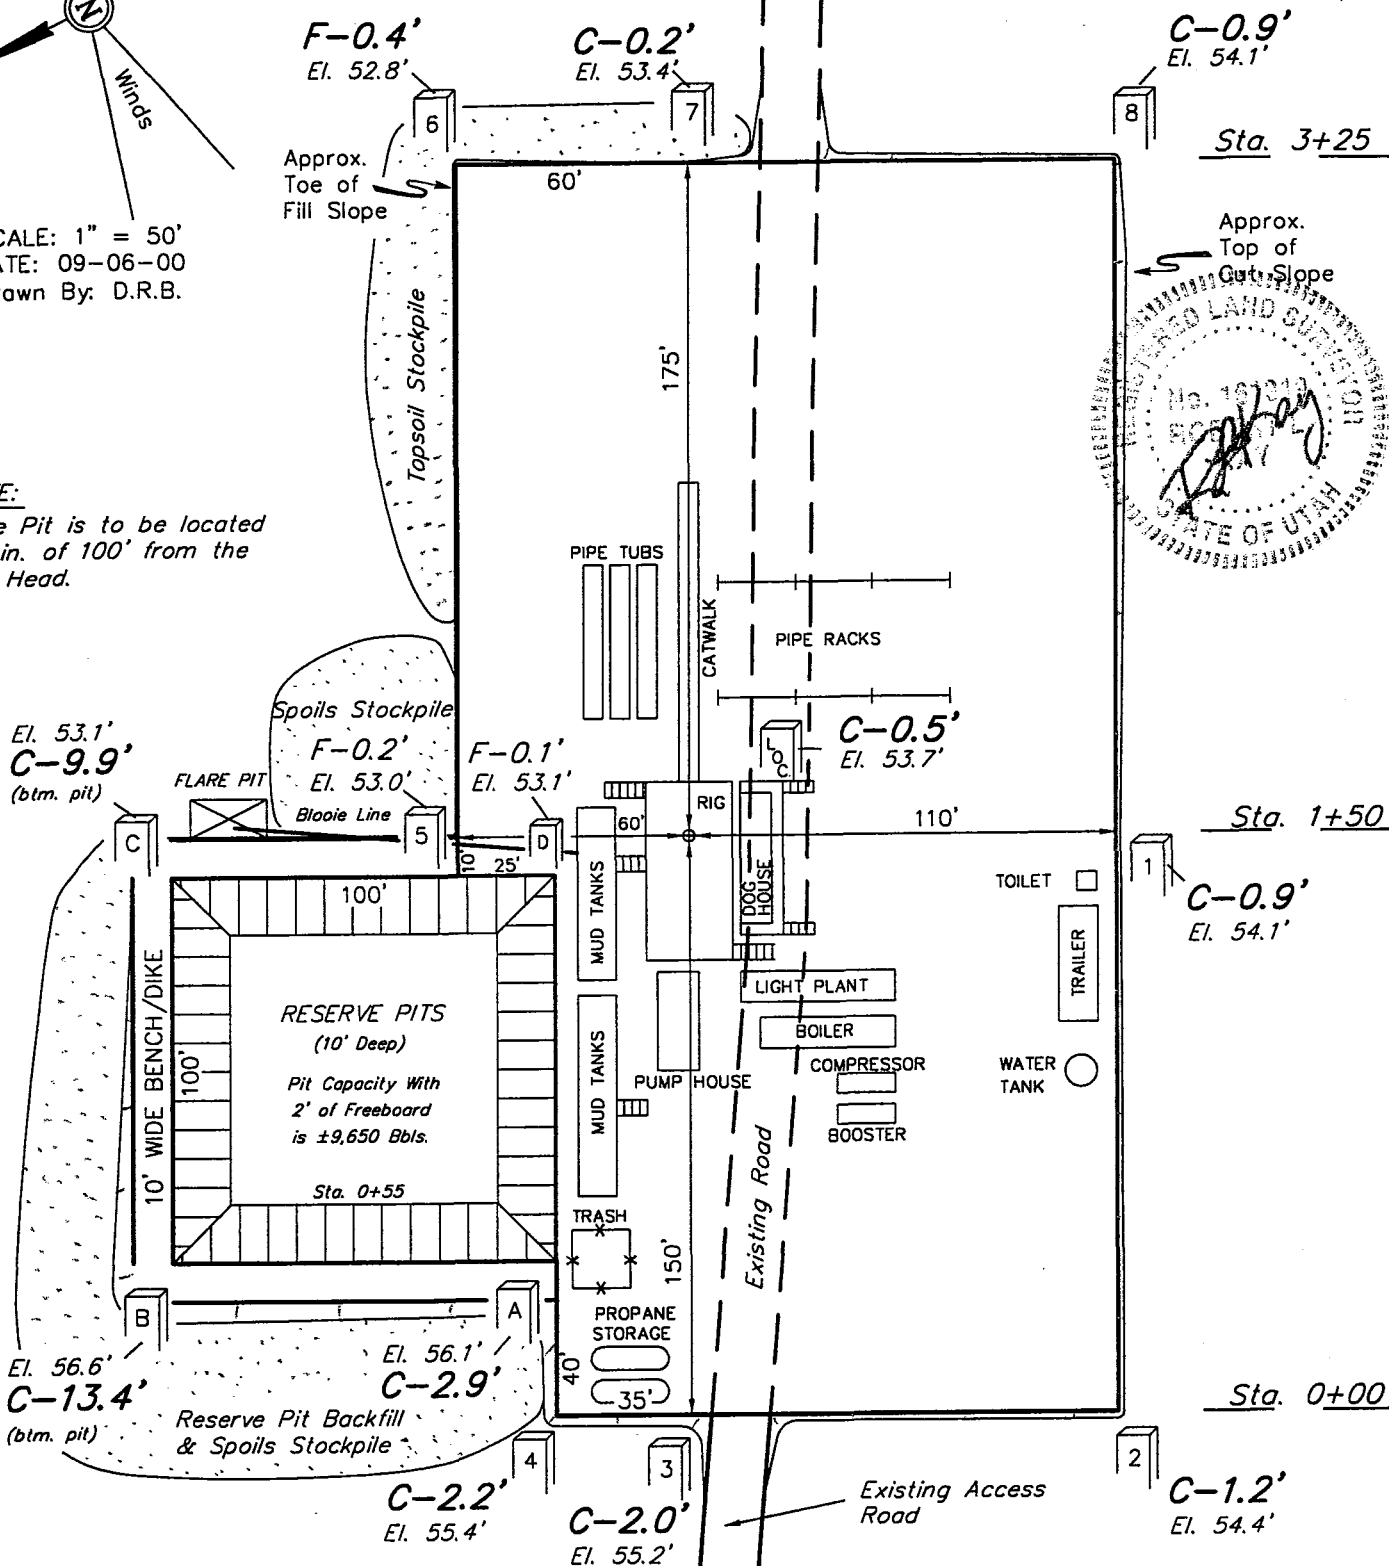 F-0.4'
El. 52.8'
C-0.2'
El. 53.4'
C-0.9'
El. 54.1'
N
Winds
6
7
8
Sta. 3+25
Approx.
Toe of
Fill Slope
60'
Approx.
Top of
Cut Slope
CALE: 1" = 50'
ATE: 09-06-00
rawn By: D.R.B.
REGISTERED LAND SURVEYOR
STATE OF UTAH
Topsoil Stockpile
175'
E:
e Pit is to be located
in. of 100' from the
Head.
PIPE TUBS
CATWALK
PIPE RACKS
Spoils Stockpile
El. 53.1'
C-9.9'
(btm. pit)
FLARE PIT
F-0.2'
El. 53.0'
F-0.1'
El. 53.1'
LOC.
C-0.5'
El. 53.7'
Blooie Line
RIG
C
5
D
60'
110'
Sta. 1+50
10'
25'
1
C-0.9'
El. 54.1'
100'
MUD TANKS
DOG
HOUSE
TOILET
TRAILER
10' WIDE BENCH/DIKE
100'
RESERVE PITS
(10' Deep)
Pit Capacity With
2' of Freeboard
is ±9,650 Bbls.
Sta. 0+55
MUD TANKS
PUMP HOUSE
LIGHT PLANT
BOILER
COMPRESSOR
BOOSTER
WATER
TANK
TRASH
150'
Existing Road
B
A
PROPANE
STORAGE
El. 56.6'
C-13.4'
(btm. pit)
El. 56.1'
C-2.9'
40'
35'
Reserve Pit Backfill
& Spoils Stockpile
Sta. 0+00
4
3
2
C-2.2'
El. 55.4'
C-2.0'
El. 55.2'
Existing Access
Road
C-1.2'
El. 54.4'